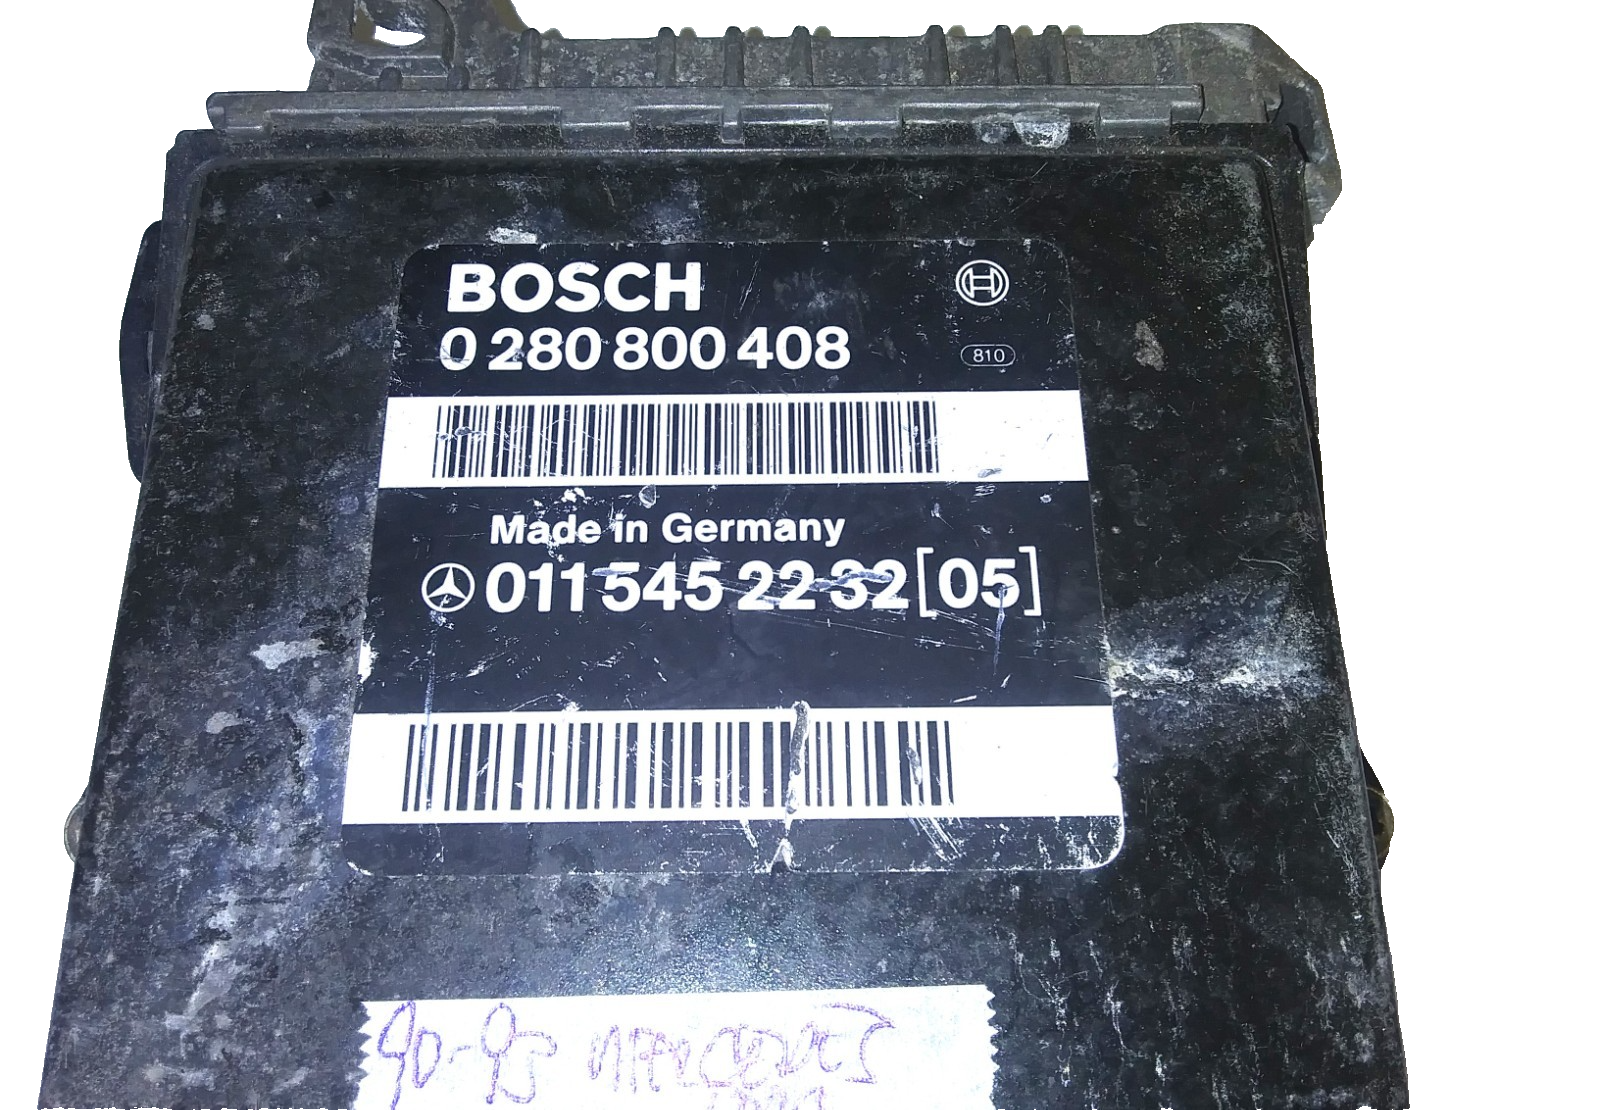 BOSCH
0 280 800 408
810
Made in Germany
011 545 22 32 [05]
90-95 MERCEDES